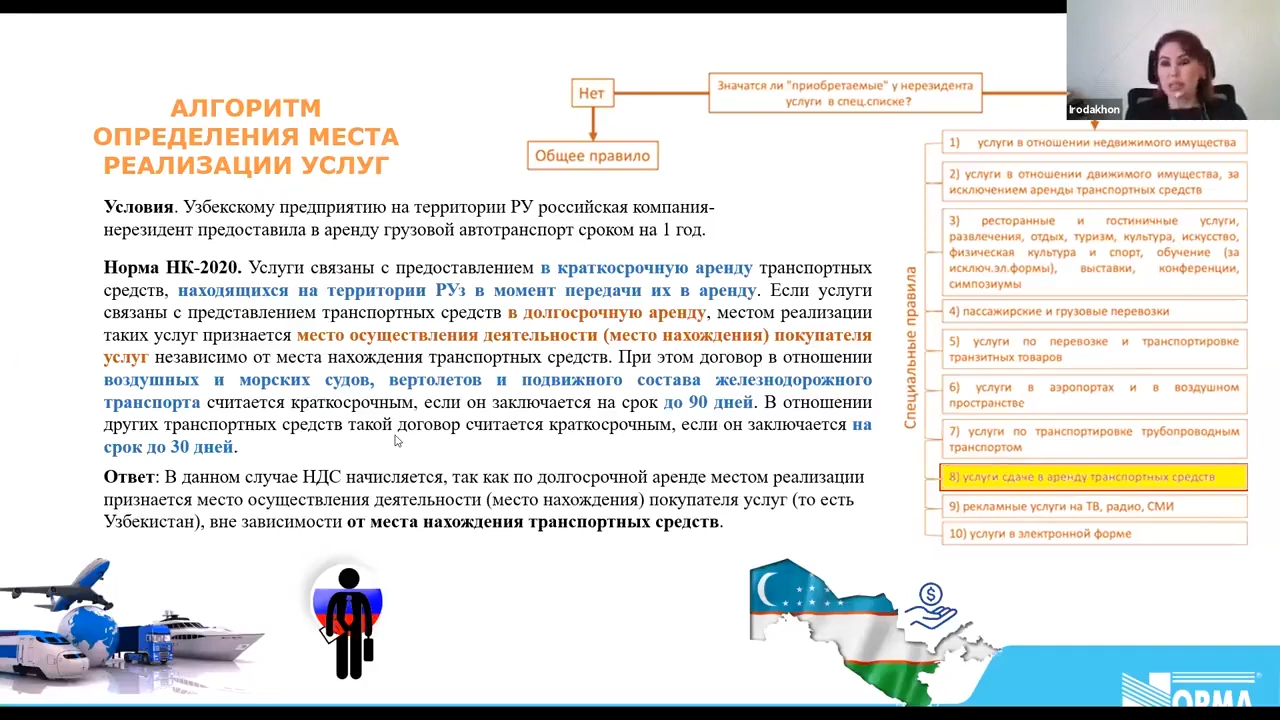 АЛГОРИТМ
ОПРЕДЕЛЕНИЯ МЕСТА
РЕАЛИЗАЦИИ УСЛУГ
Нет
Значатся ли "приобретаемые" у нерезидента
услуги в спец.списке?
Irodakhon
Общее правило
Условия. Узбекскому предприятию на территории РУ российская компания-
нерезидент предоставила в аренду грузовой автотранспорт сроком на 1 год.
Норма НК-2020. Услуги связаны с предоставлением в краткосрочную аренду транспортных
средств, находящихся на территории РУз в момент передачи их в аренду. Если услуги
связаны с представлением транспортных средств в долгосрочную аренду, местом реализации
таких услуг признается место осуществления деятельности (место нахождения) покупателя
услуг независимо от места нахождения транспортных средств. При этом договор в отношении
воздушных и морских судов, вертолетов и подвижного состава железнодорожного
транспорта считается краткосрочным, если он заключается на срок до 90 дней. В отношении
других транспортных средств такой договор считается краткосрочным, если он заключается на
срок до 30 дней.
Ответ: В данном случае НДС начисляется, так как по долгосрочной аренде местом реализации
признается место осуществления деятельности (место нахождения) покупателя услуг (то есть
Узбекистан), вне зависимости от места нахождения транспортных средств.
Специальные правила
1) услуги в отношении недвижимого имущества
2) услуги в отношении движимого имущества, за
исключением аренды транспортных средств
3) ресторанные и гостиничные услуги,
развлечения, отдых, туризм, культура, искусство,
физическая культура и спорт, обучение (за
исключ.эл.формы), выставки, конференции,
симпозиумы
4) пассажирские и грузовые перевозки
5) услуги по перевозке и транспортировке
транзитных товаров
6) услуги в аэропортах и в воздушном
пространстве
7) услуги по транспортировке трубопроводным
транспортом
8) услуги сдаче в аренду транспортных средств
9) рекламные услуги на ТВ, радио, СМИ
10) услуги в электронной форме
НОРМА